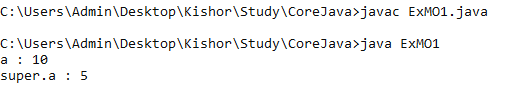 C:\Users\Admin\Desktop\Kishor\Study\CoreJava>javac ExMO1.java
C:\Users\Admin\Desktop\Kishor\Study\CoreJava>java ExMO1
a : 10
super.a : 5